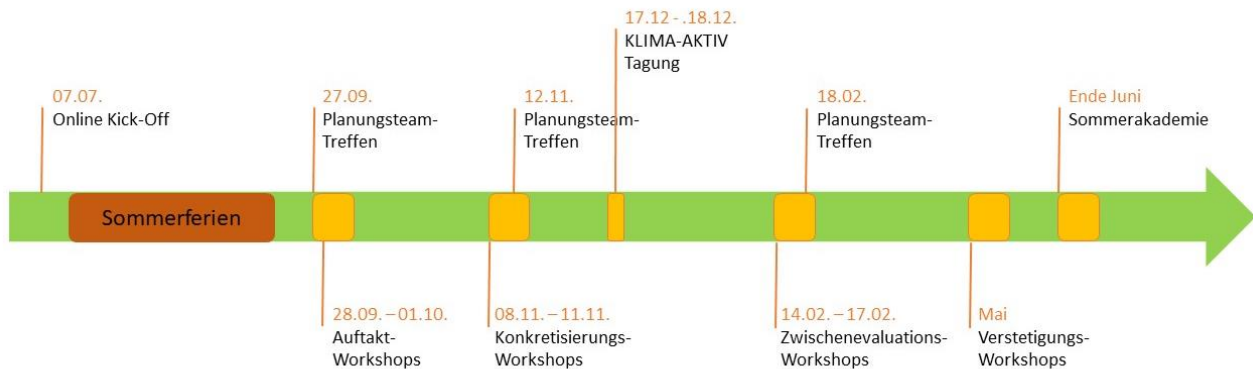 17.12 - .18.12.
KLIMA-AKTIV
Tagung
07.07.
Online Kick-Off
27.09.
Planungsteam-
Treffen
12.11.
Planungsteam-
Treffen
18.02.
Planungsteam-
Treffen
Ende Juni
Sommerakademie
Sommerferien
28.09. – 01.10.
Auftakt-
Workshops
08.11. – 11.11.
Konkretisierungs-
Workshops
14.02. – 17.02.
Zwischenevaluations-
Workshops
Mai
Verstetigungs-
Workshops